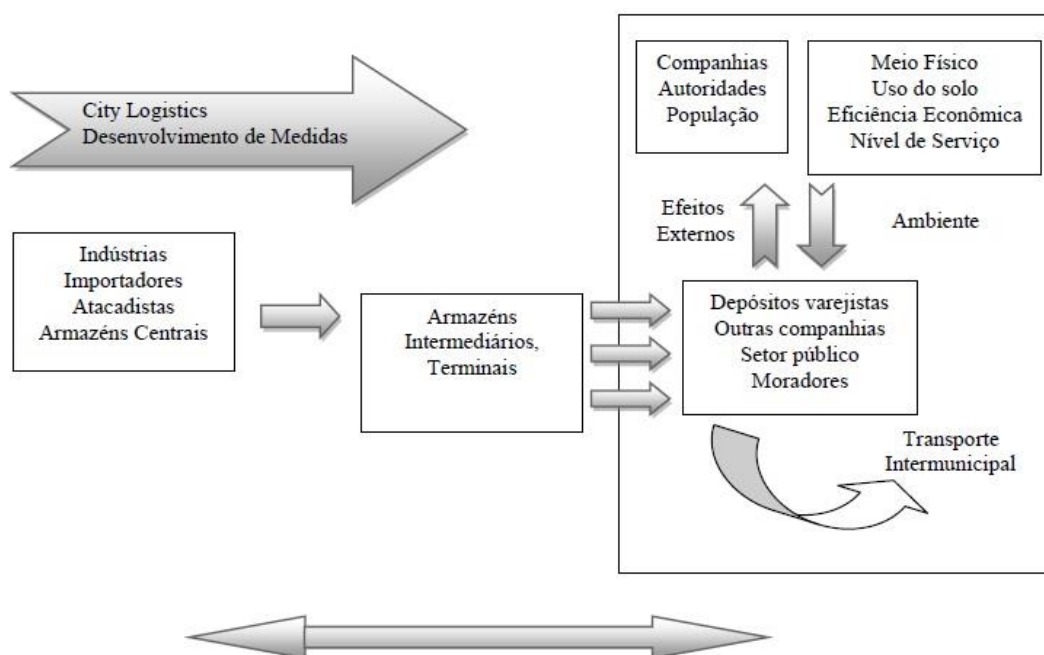 City Logistics
Desenvolvimento de Medidas
Companhias
Autoridades
População
Meio Físico
Uso do solo
Eficiência Econômica
Nível de Serviço
Efeitos
Externos
Ambiente
Indústrias
Importadores
Atacadistas
Armazéns Centrais
Armazéns
Intermediários,
Terminais
Depósitos varejistas
Outras companhias
Setor público
Moradores
Transporte
Intermunicipal